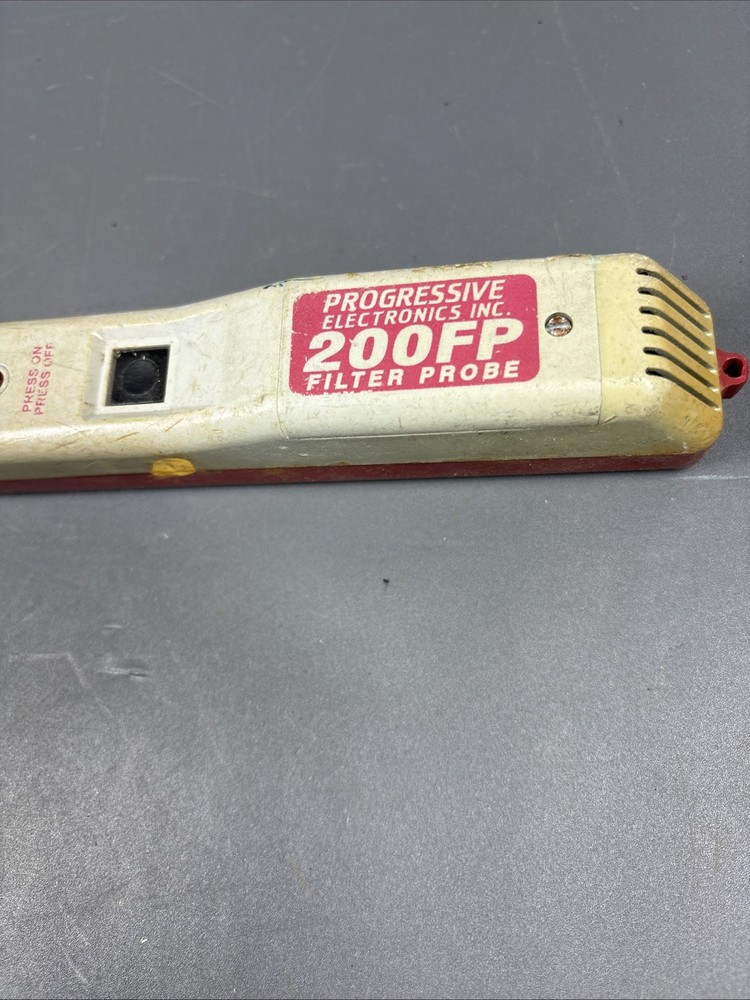 PRESS ON
PRESS OFF
PROGRESSIVE
ELECTRONICS INC.
200FP
FILTER PROBE